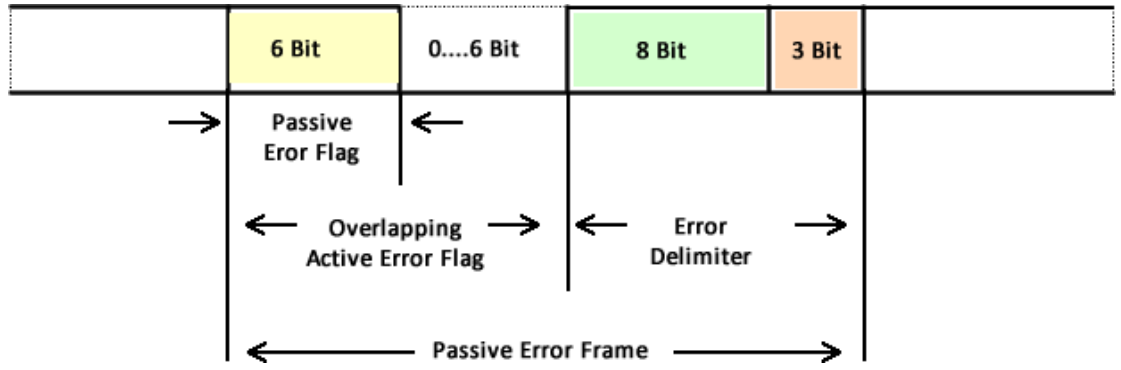 6 Bit
0....6 Bit
8 Bit
3 Bit
Passive
Eror Flag
Overlapping
Active Error Flag
Error
Delimiter
Passive Error Frame